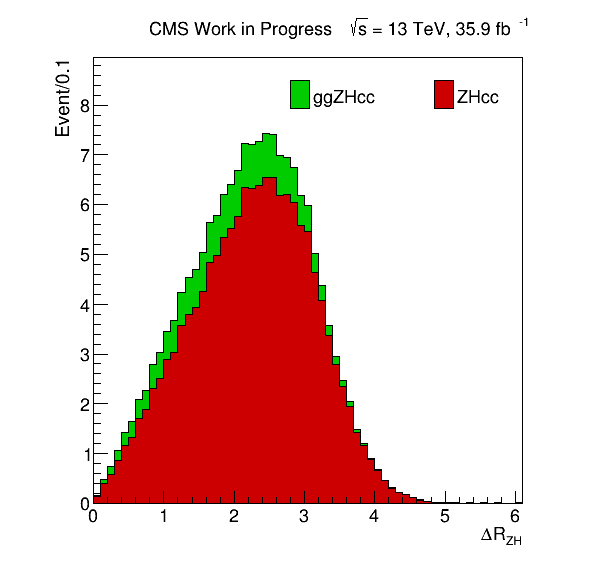 CMS Work in Progress √s = 13 TeV, 35.9 fb -1
Event/0.1
ggZHcc ZHcc
8
7
6
5
4
3
2
1
0
0 1 2 3 4 5 6
ΔR_ZH